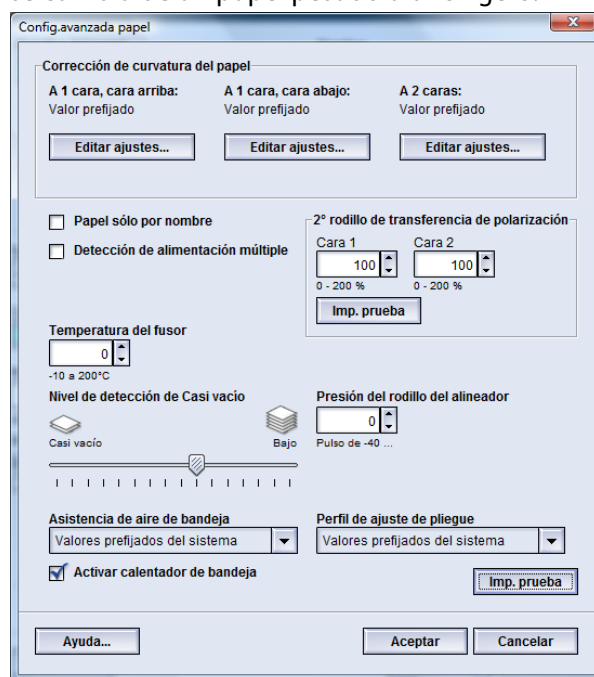 Config.avanzada papel
Corrección de curvatura del papel
A 1 cara, cara arriba:
Valor prefijado
Editar ajustes...
A 1 cara, cara abajo:
Valor prefijado
Editar ajustes...
A 2 caras:
Valor prefijado
Editar ajustes...
Papel sólo por nombre
Detección de alimentación múltiple
2º rodillo de transferencia de polarización
Cara 1
Cara 2
100
100
0 - 200 %
0 - 200 %
Imp. prueba
Temperatura del fusor
0
-10 a 200°C
Nivel de detección de Casi vacío
Casi vacío
Bajo
Presión del rodillo del alineador
0
Pulso de -40 ...
Asistencia de aire de bandeja
Valores prefijados del sistema
Perfil de ajuste de pliegue
Valores prefijados del sistema
Activar calentador de bandeja
Imp. prueba
Ayuda...
Aceptar
Cancelar